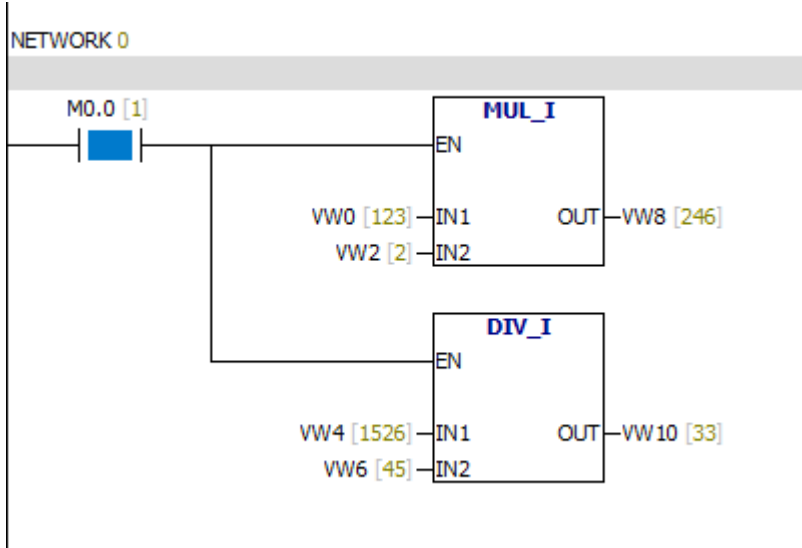 NETWORK 0
M0.0 [1]
MUL_I
EN
VW0 [123] IN1 OUT VW8 [246]
VW2 [2] IN2
DIV_I
EN
VW4 [1526] IN1 OUT VW10 [33]
VW6 [45] IN2